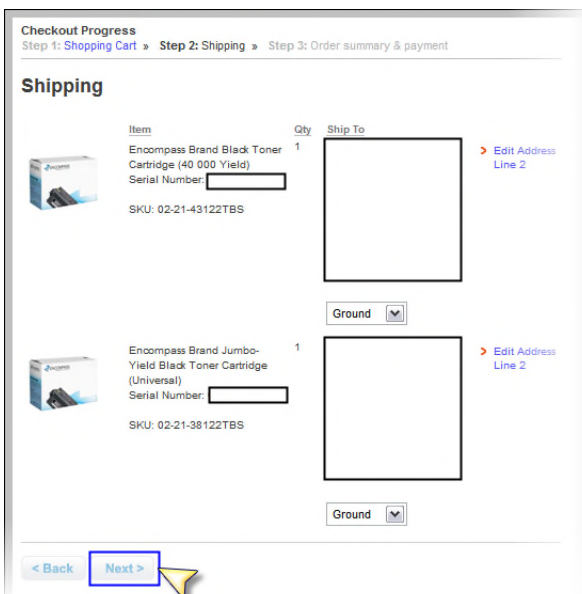 Checkout Progress
Step 1: Shopping Cart » Step 2: Shipping » Step 3: Order summary & payment
Shipping
Item Qty Ship To
Encompass Brand Black Toner 1
Cartridge (40 000 Yield)
Serial Number:
SKU: 02-21-43122TBS
> Edit Address
Line 2
Ground
Encompass Brand Jumbo- 1
Yield Black Toner Cartridge
(Universal)
Serial Number:
SKU: 02-21-38122TBS
> Edit Address
Line 2
Ground
< Back Next >